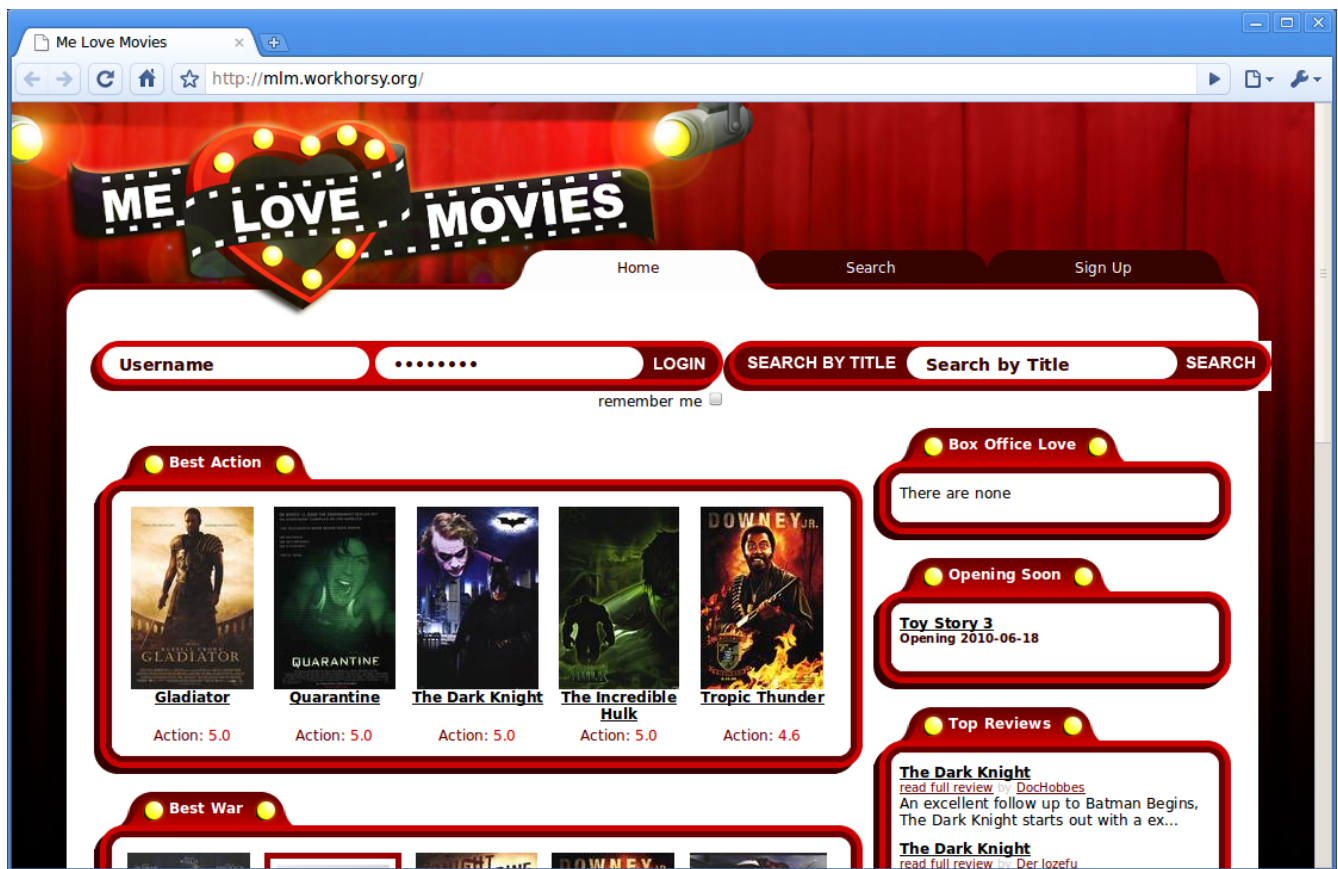 Me Love Movies
http://mlm.workhorsy.org/
ME LOVE MOVIES
Home
Search
Sign Up
Username
LOGIN
SEARCH BY TITLE
Search by Title
SEARCH
remember me
Best Action
GLADIATOR
QUARANTINE
DOWNEY JR.
Gladiator
Quarantine
The Dark Knight
The Incredible
Hulk
Tropic Thunder
Action: 5.0
Action: 5.0
Action: 5.0
Action: 5.0
Action: 4.6
Best War
Box Office Love
There are none
Opening Soon
Toy Story 3
Opening 2010-06-18
Top Reviews
The Dark Knight
read full review by DocHobbes
An excellent follow up to Batman Begins,
The Dark Knight starts out with a ex...
The Dark Knight
read full review by Der Jozefu